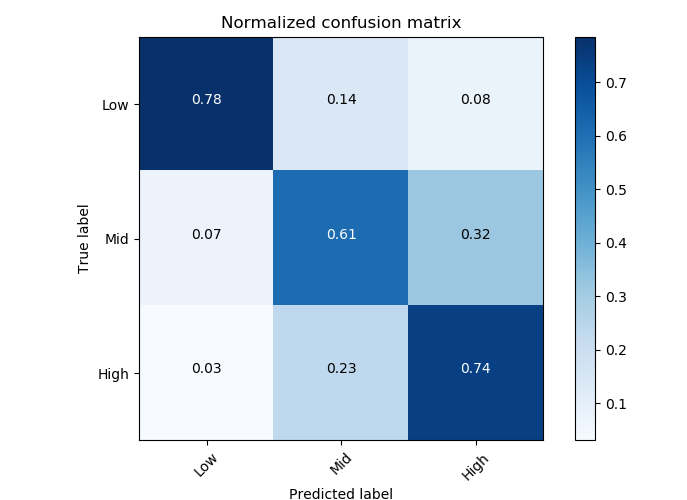 Normalized confusion matrix
Low 0.78 0.14 0.08
Mid 0.07 0.61 0.32
High 0.03 0.23 0.74
Low Mid High
True label
Predicted label
0.7
0.6
0.5
0.4
0.3
0.2
0.1